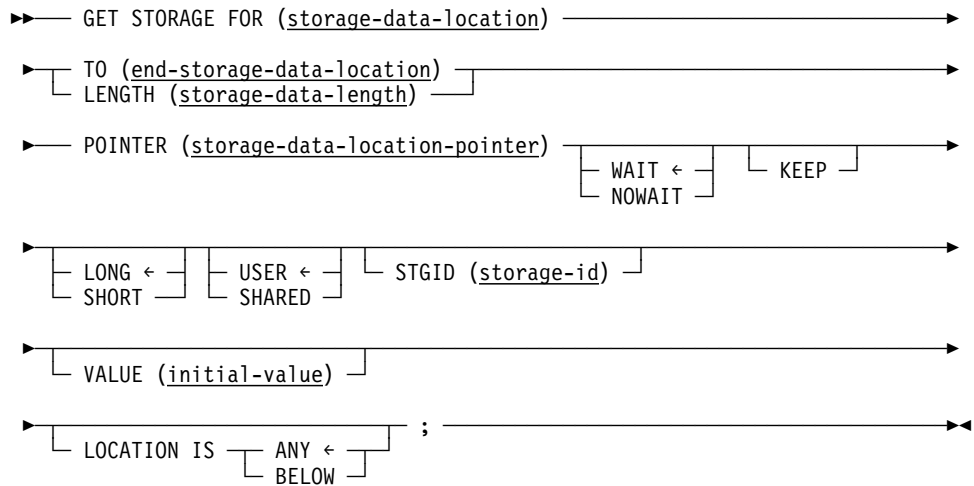 GET STORAGE FOR (storage-data-location)
TO (end-storage-data-location)
LENGTH (storage-data-length)
POINTER (storage-data-location-pointer)
WAIT ← KEEP
NOWAIT
LONG ← USER ← STGID (storage-id)
SHORT SHARED
VALUE (initial-value)
;
LOCATION IS ANY ←
BELOW